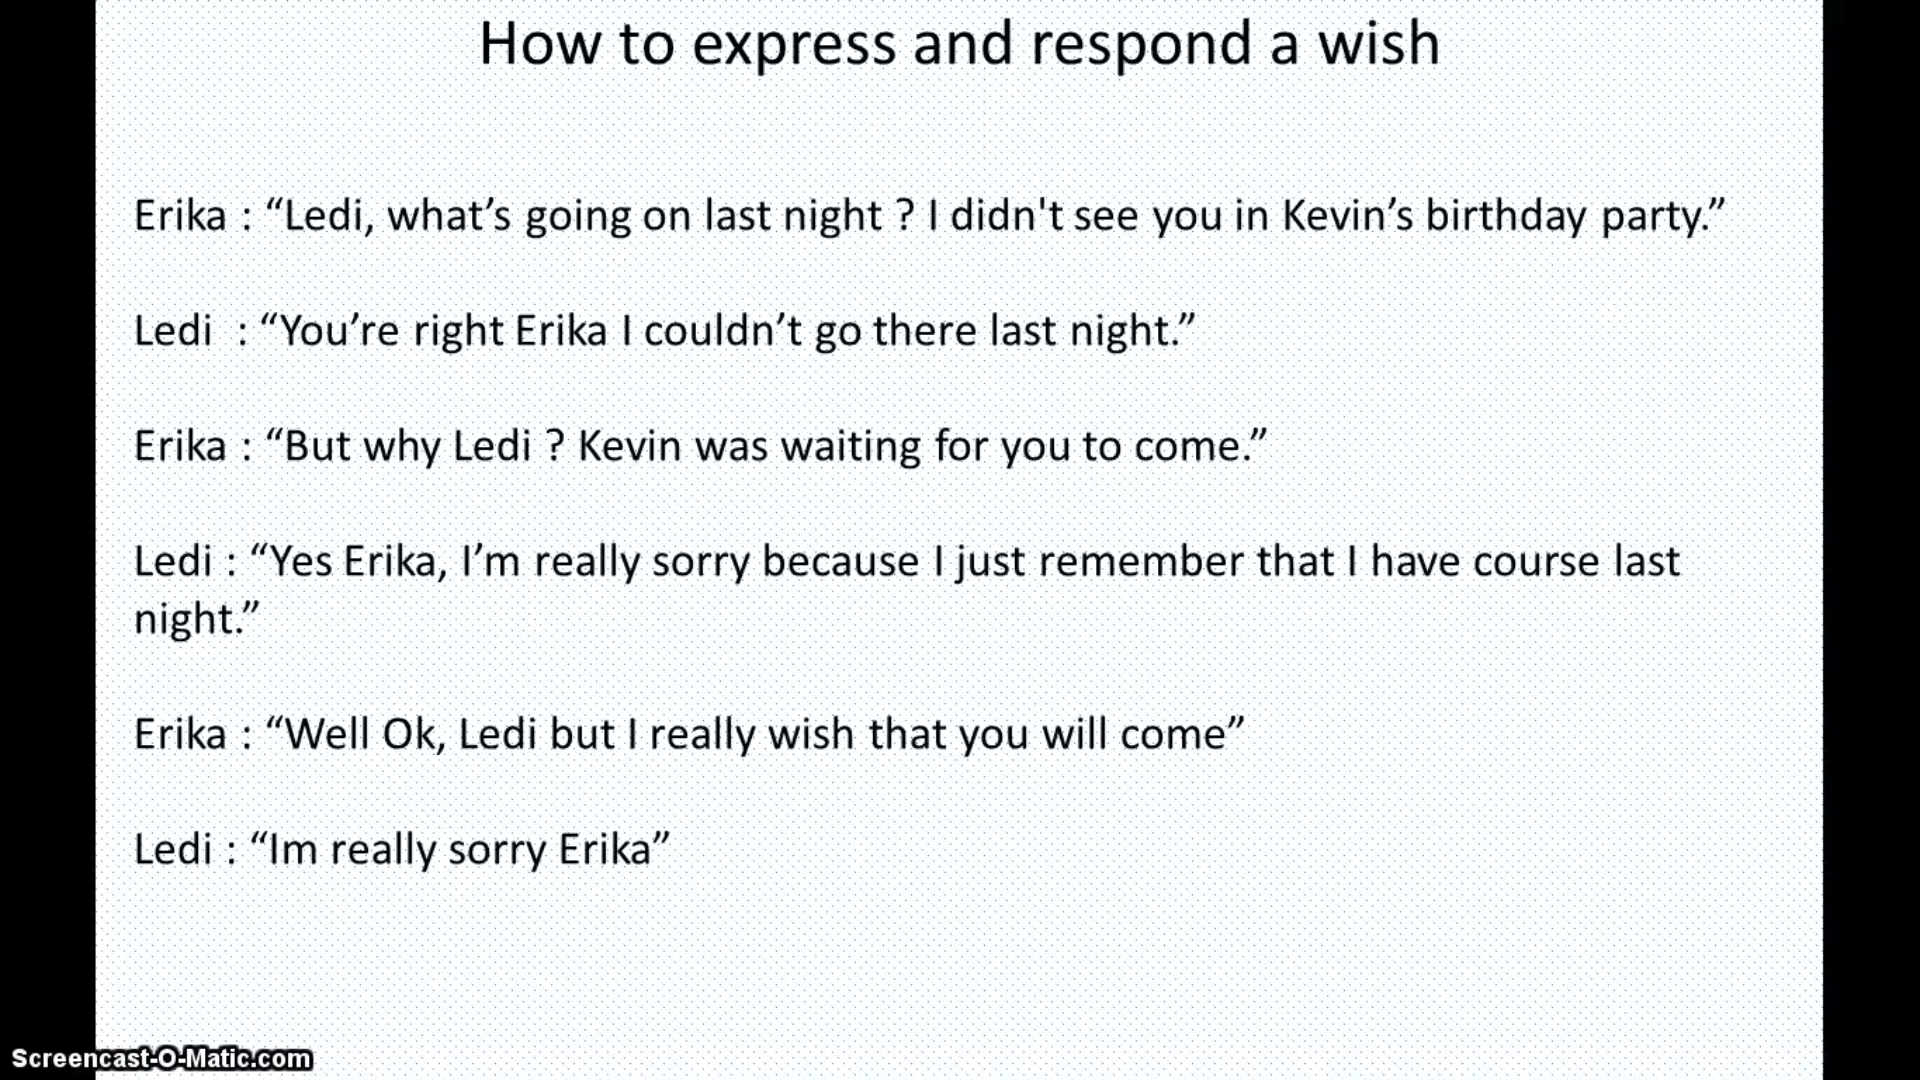 How to express and respond a wish
Erika : “Ledi, what’s going on last night ? I didn't see you in Kevin’s birthday party.”
Ledi  : “You’re right Erika I couldn’t go there last night.”
Erika : “But why Ledi ? Kevin was waiting for you to come.”
Ledi : “Yes Erika, I’m really sorry because I just remember that I have course last
night.”
Erika : “Well Ok, Ledi but I really wish that you will come”
Ledi : “Im really sorry Erika”
Screencast-O-Matic.com